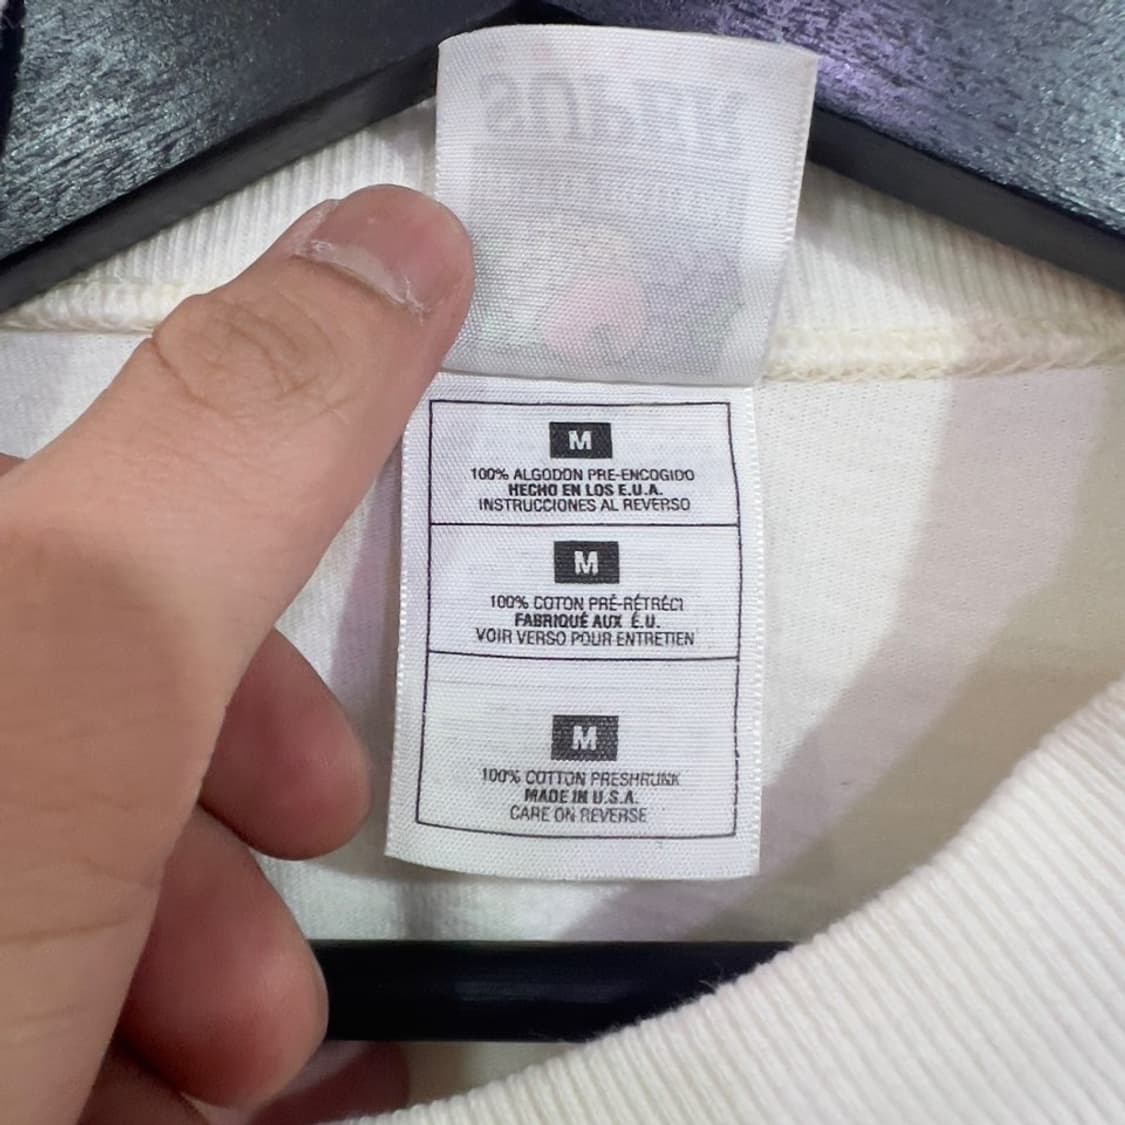 M
100% ALGODON PRE-ENCOGIDO
HECHO EN LOS E.U.A.
INSTRUCCIONES AL REVERSO
M
100% COTON PRÉ-RÉTRÉCI
FABRIQUÉ AUX É.U.
VOIR VERSO POUR ENTRETIEN
M
100% COTTON PRESHRUNK
MADE IN U.S.A.
CARE ON REVERSE